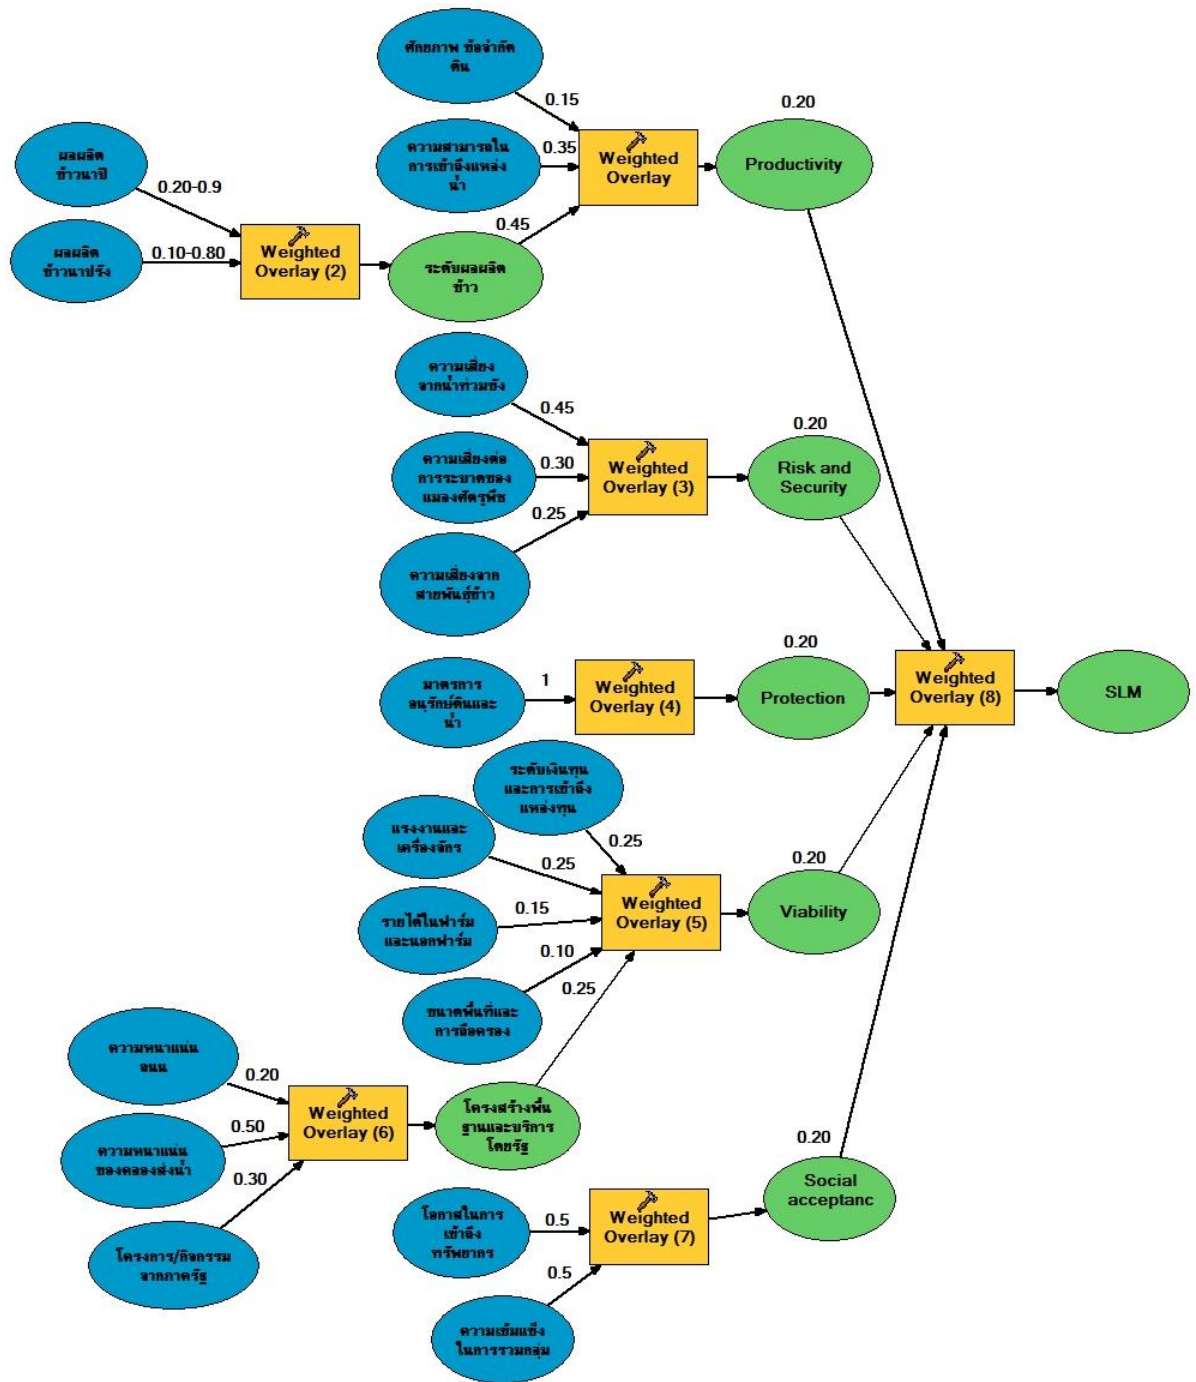 ศักยภาพ ข้อจำกัด
ดิน
0.15
0.20
ความสามารถใน
การเข้าถึงแหล่ง
น้ำ
0.35
Weighted
Overlay
Productivity
ผลผลิต
ข้าวนาปี
0.20-0.9
ผลผลิต
ข้าวนาปรัง
0.10-0.80
Weighted
Overlay (2)
ระดับผลผลิต
ข้าว
0.45
ความเสี่ยง
จากน้ำท่วมขัง
0.45
0.20
ความเสี่ยงต่อ
การระบาดของ
แมลงศัตรูพืช
0.30
Weighted
Overlay (3)
Risk and
Security
0.25
ความเสี่ยงจาก
สายพันธุ์ข้าว
มาตรการ
อนุรักษ์ดินและ
น้ำ
1
Weighted
Overlay (4)
0.20
Protection
Weighted
Overlay (8)
SLM
ระดับเงินทุน
และการเข้าถึง
แหล่งทุน
0.25
แรงงานและ
เครื่องจักร
0.25
0.20
รายได้ในฟาร์ม
และนอกฟาร์ม
0.15
Weighted
Overlay (5)
Viability
0.10
0.25
ขนาดพื้นที่และ
การถือครอง
ความหนาแน่น
ถนน
0.20
ความหนาแน่น
ของคลองส่งน้ำ
0.50
Weighted
Overlay (6)
โครงสร้างพื้น
ฐานและบริการ
โดยรัฐ
0.30
โครงการ/กิจกรรม
จากภาครัฐ
0.20
Social
acceptanc
โอกาสในการ
เข้าถึง
ทรัพยากร
0.5
Weighted
Overlay (7)
0.5
ความเข้มแข็ง
ในการรวมกลุ่ม